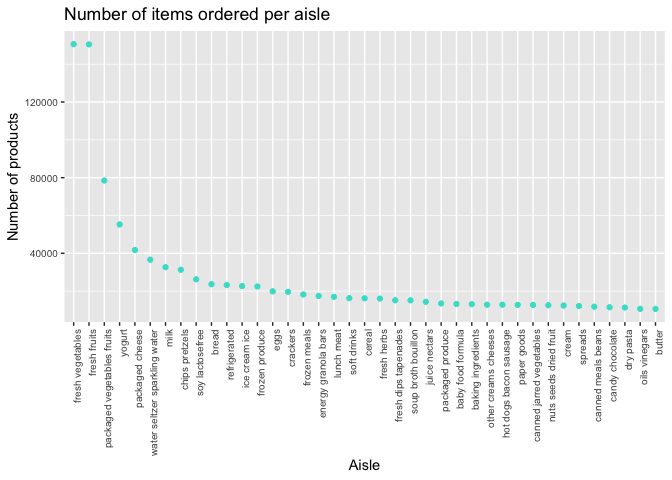 Number of items ordered per aisle
Number of products
120000
80000
40000
fresh vegetables
fresh fruits
packaged vegetables fruits
yogurt
packaged cheese
water seltzer sparkling water
milk
chips pretzels
soy lactosefree
bread
refrigerated
ice cream ice
frozen produce
eggs
crackers
frozen meals
energy granola bars
lunch meat
soft drinks
cereal
fresh herbs
fresh dips tapenades
soup broth bouillon
juice nectars
packaged produce
baby food formula
baking ingredients
other creams cheeses
hot dogs bacon sausage
paper goods
canned jarred vegetables
nuts seeds dried fruit
cream
spreads
canned meals beans
candy chocolate
dry pasta
oils vinegars
butter
Aisle